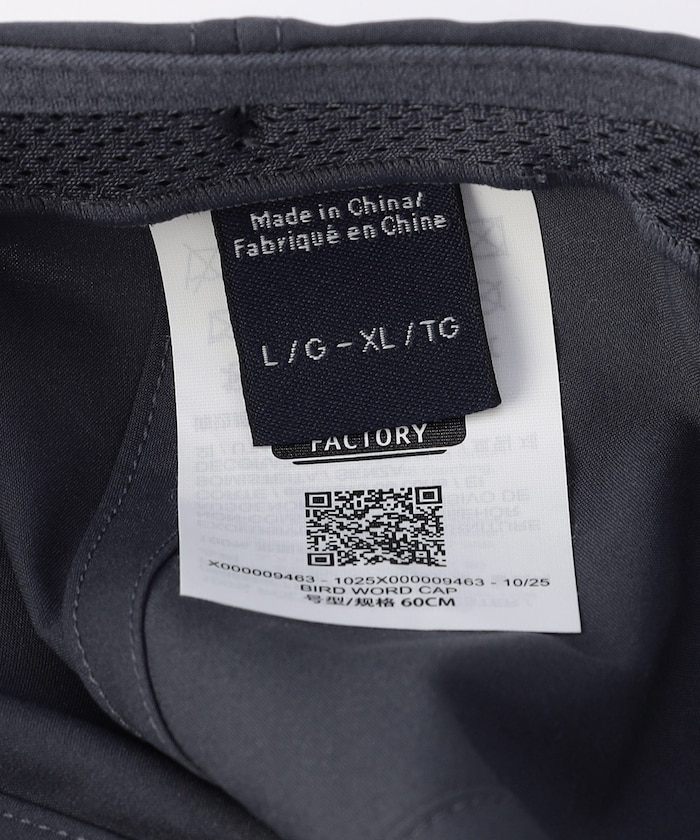 Made in China/
Fabriqué en Chine
L/G-XL/TG
FACTORY
X000009463 - 1025X000009463 - 10/25
BIRD WORD CAP
号型/规格 60CM